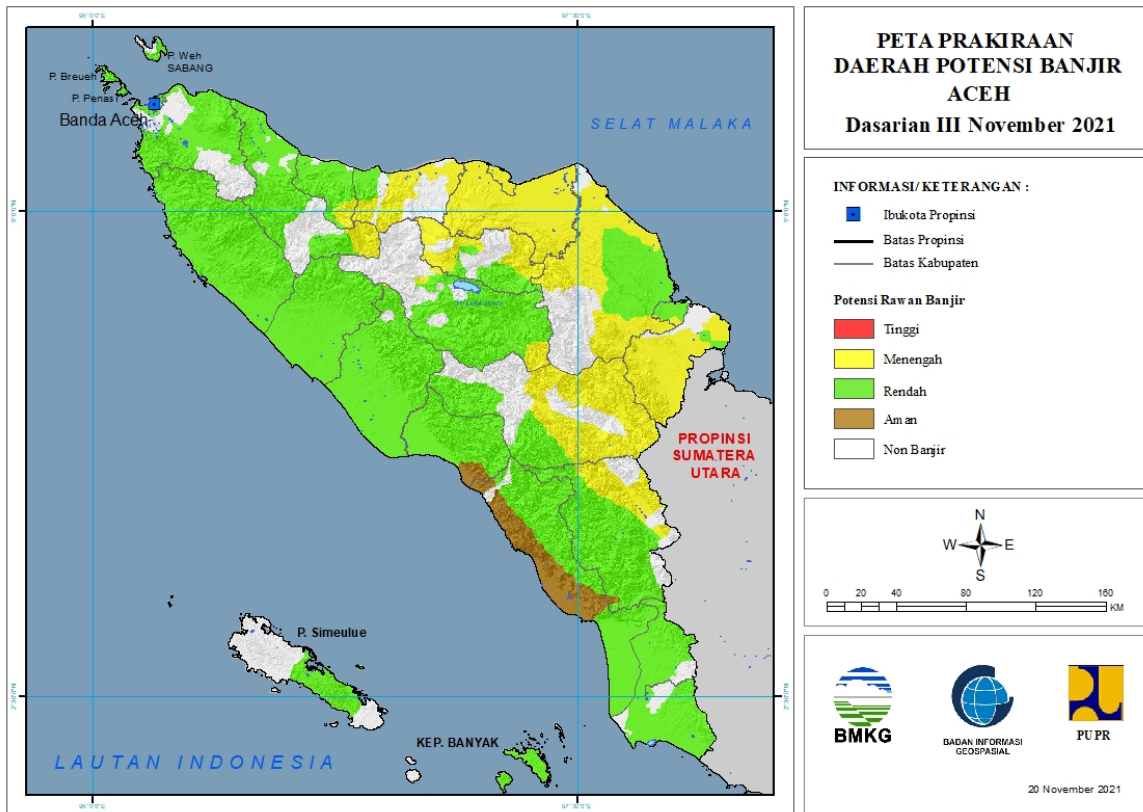 PETA PRAKIRAAN
DAERAH POTENSI BANJIR
ACEH
Dasarian III November 2021
INFORMASI/ KETERANGAN :
Ibukota Propinsi
Batas Propinsi
Batas Kabupaten
Potensi Rawan Banjir
Tinggi
Menengah
Rendah
Aman
Non Banjir
N
W E
S
0 20 40 80 120 160
KM
BMKG
BADAN INFORMASI
GEOSPASIAL
PUPR
20 November 2021
P. Weh
SABANG
P. Breueh
P. Penasi
Banda Aceh
SELAT MALAKA
PROPINSI
SUMATERA
UTARA
P. Simeulue
KEP. BANYAK
LAUTAN INDONESIA